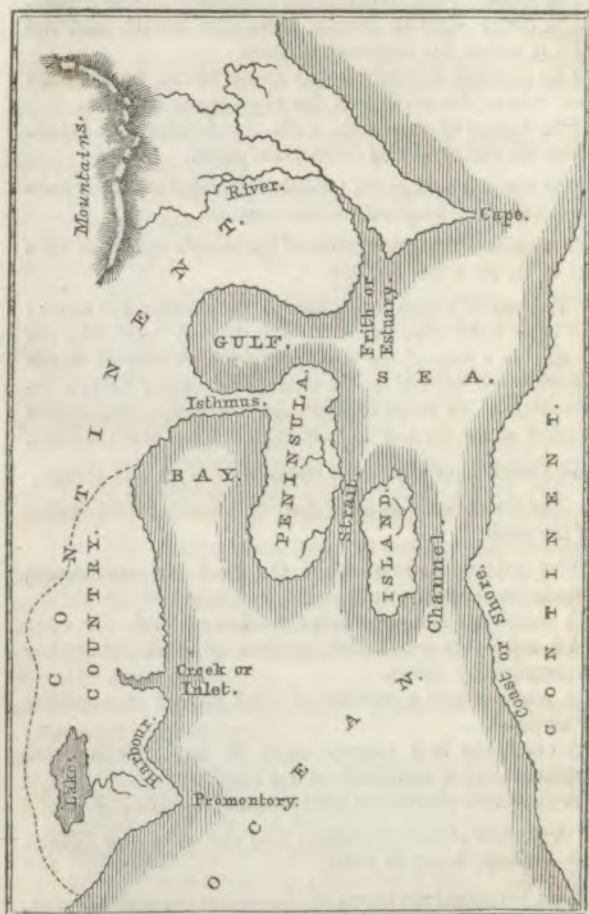 Mountains.
River.
CONTINENT.
Cape.
Frith or
Estuary.
GULF.
SEA.
Isthmus.
PENINSULA.
BAY.
Strait.
ISLAND.
Channel.
COUNTRY.
CONTINENT.
Coast or Shore.
Creek or
Inlet.
OCEAN.
Harbour.
Lake.
Promontory.